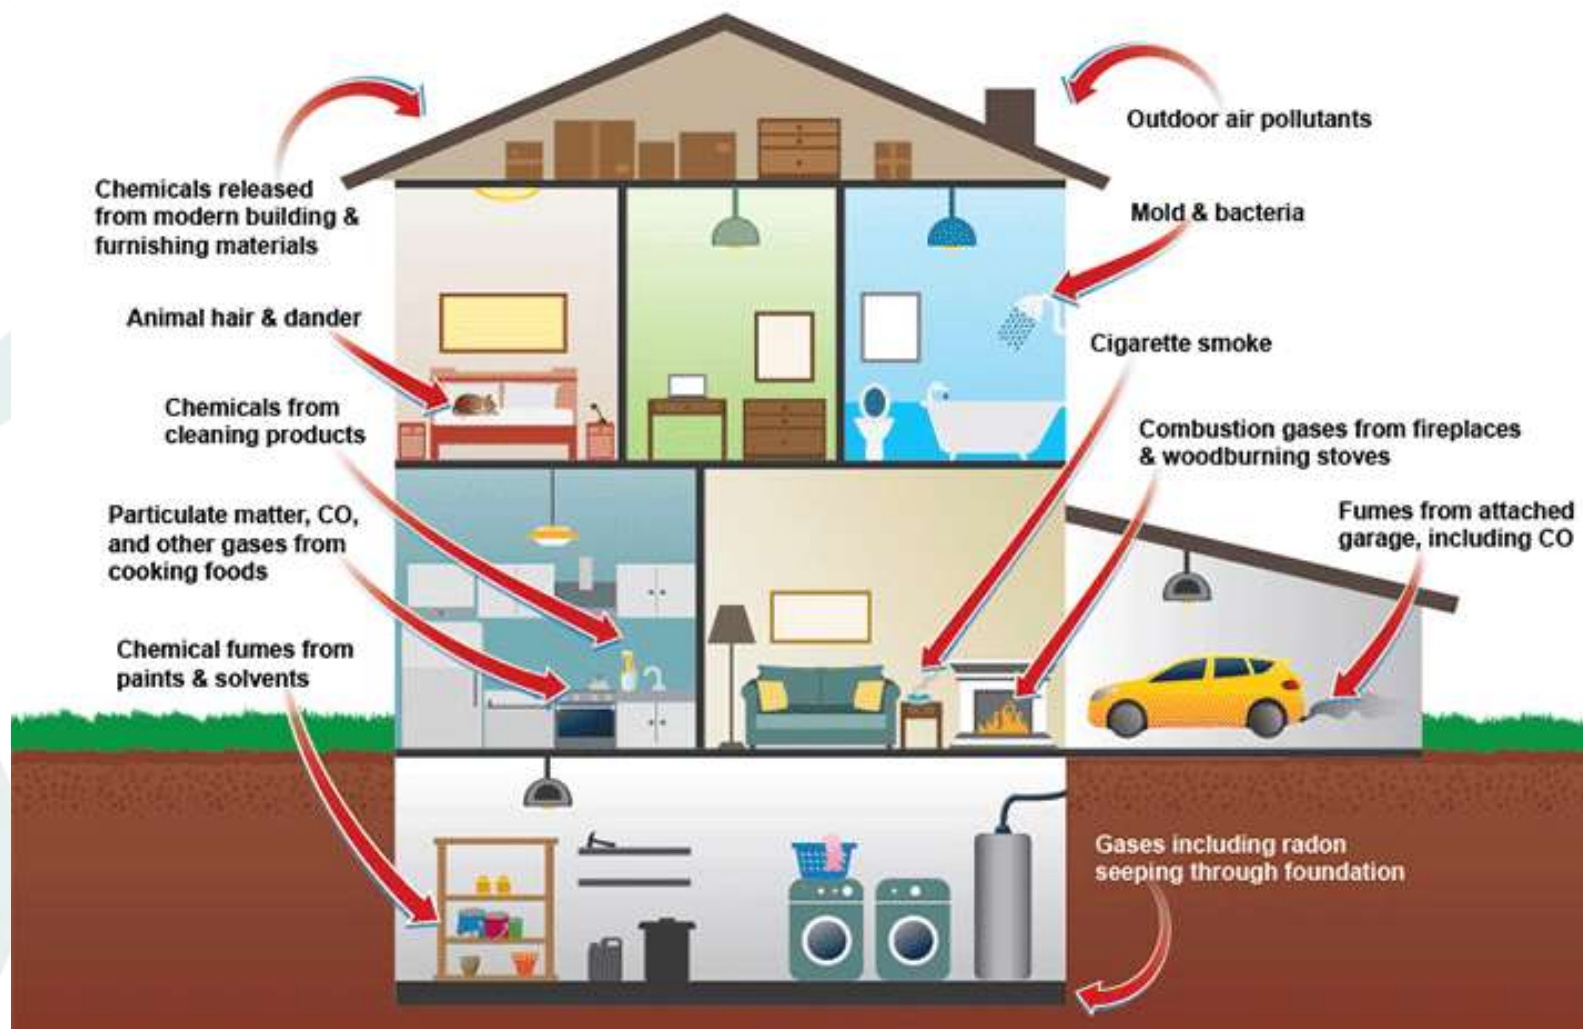 Chemicals released
from modern building &
furnishing materials
Animal hair & dander
Chemicals from
cleaning products
Particulate matter, CO,
and other gases from
cooking foods
Chemical fumes from
paints & solvents
Outdoor air pollutants
Mold & bacteria
Cigarette smoke
Combustion gases from fireplaces
& woodburning stoves
Fumes from attached
garage, including CO
Gases including radon
seeping through foundation